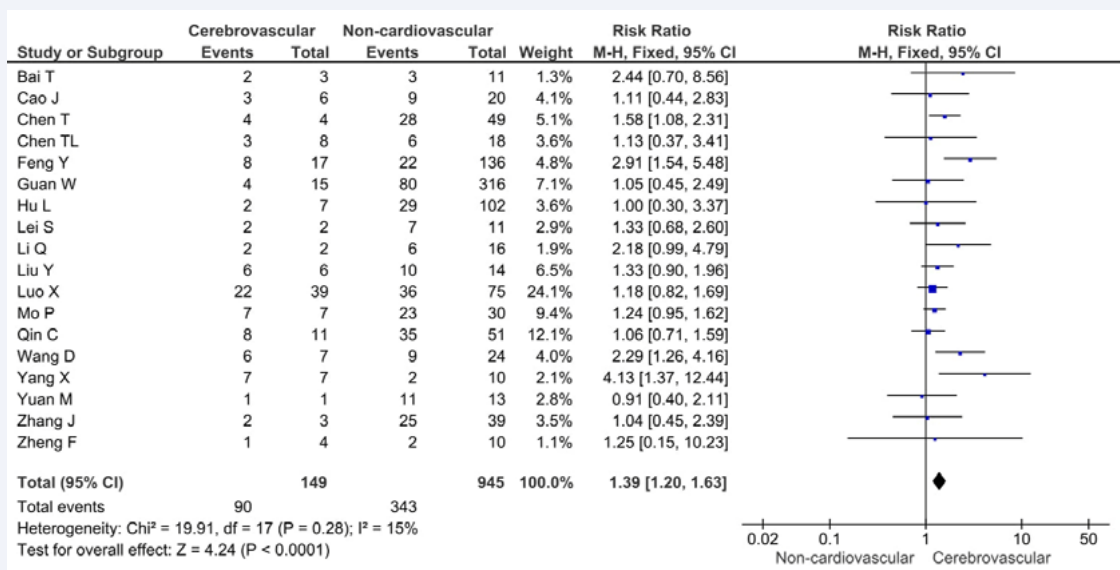 Cerebrovascular Non-cardiovascular Risk Ratio Risk Ratio
Study or Subgroup Events Total Events Total Weight M-H, Fixed, 95% CI M-H, Fixed, 95% CI
Bai T 2 3 3 11 1.3% 2.44 [0.70, 8.56]
Cao J 3 6 9 20 4.1% 1.11 [0.44, 2.83]
Chen T 4 4 28 49 5.1% 1.58 [1.08, 2.31]
Chen TL 3 8 6 18 3.6% 1.13 [0.37, 3.41]
Feng Y 8 17 22 136 4.8% 2.91 [1.54, 5.48]
Guan W 4 15 80 316 7.1% 1.05 [0.45, 2.49]
Hu L 2 7 29 102 3.6% 1.00 [0.30, 3.37]
Lei S 2 2 7 11 2.9% 1.33 [0.68, 2.60]
Li Q 2 2 6 16 1.9% 2.18 [0.99, 4.79]
Liu Y 6 6 10 14 6.5% 1.33 [0.90, 1.96]
Luo X 22 39 36 75 24.1% 1.18 [0.82, 1.69]
Mo P 7 7 23 30 9.4% 1.24 [0.95, 1.62]
Qin C 8 11 35 51 12.1% 1.06 [0.71, 1.59]
Wang D 6 7 9 24 4.0% 2.29 [1.26, 4.16]
Yang X 7 7 2 10 2.1% 4.13 [1.37, 12.44]
Yuan M 1 1 11 13 2.8% 0.91 [0.40, 2.11]
Zhang J 2 3 25 39 3.5% 1.04 [0.45, 2.39]
Zheng F 1 4 2 10 1.1% 1.25 [0.15, 10.23]
Total (95% CI) 149 945 100.0% 1.39 [1.20, 1.63]
Total events 90 343
Heterogeneity: Chi² = 19.91, df = 17 (P = 0.28); I² = 15%
Test for overall effect: Z = 4.24 (P < 0.0001)
0.02 0.1 1 10 50
Non-cardiovascular Cerebrovascular